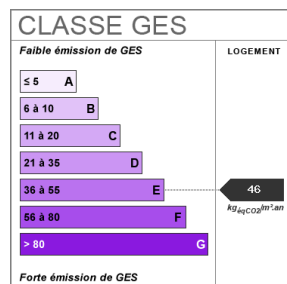 CLASSE GES
Faible émission de GES
LOGEMENT
≤ 5 A
6 à 10 B
11 à 20 C
21 à 35 D
36 à 55 E
46
kgéqCO2/m².an
56 à 80 F
> 80 G
Forte émission de GES